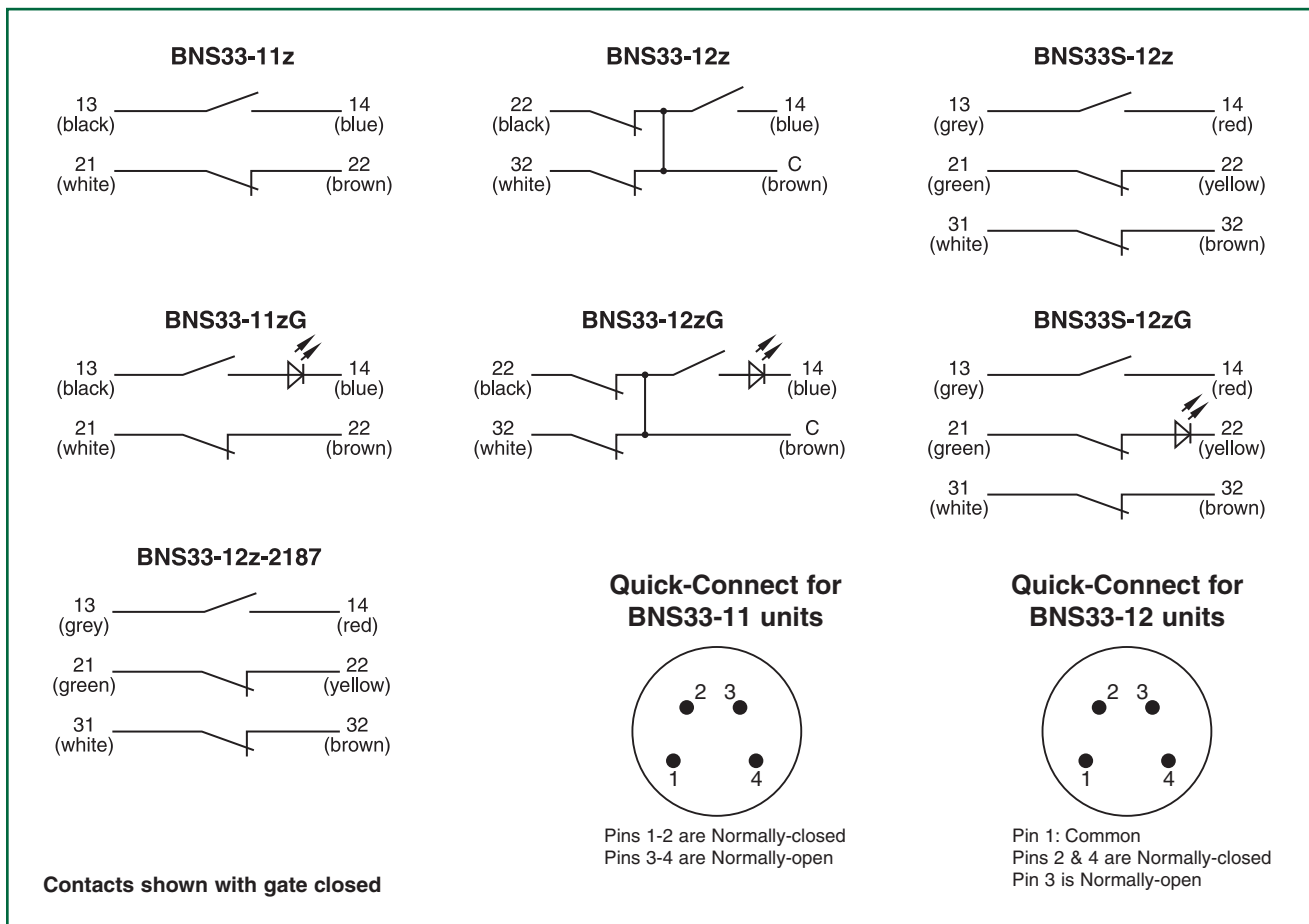 BNS33-11z
13
(black)
14
(blue)
21
(white)
22
(brown)
BNS33-12z
22
(black)
14
(blue)
32
(white)
C
(brown)
BNS33S-12z
13
(grey)
14
(red)
21
(green)
22
(yellow)
31
(white)
32
(brown)
BNS33-11zG
13
(black)
14
(blue)
21
(white)
22
(brown)
BNS33-12zG
22
(black)
14
(blue)
32
(white)
C
(brown)
BNS33S-12zG
13
(grey)
14
(red)
21
(green)
22
(yellow)
31
(white)
32
(brown)
BNS33-12z-2187
13
(grey)
14
(red)
21
(green)
22
(yellow)
31
(white)
32
(brown)
Quick-Connect for
BNS33-11 units
2 3
1 4
Pins 1-2 are Normally-closed
Pins 3-4 are Normally-open
Quick-Connect for
BNS33-12 units
2 3
1 4
Pin 1: Common
Pins 2 & 4 are Normally-closed
Pin 3 is Normally-open
Contacts shown with gate closed